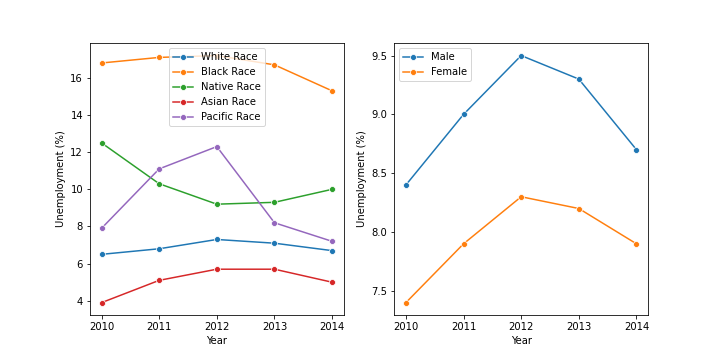 White Race
Black Race
Native Race
Asian Race
Pacific Race
16
14
12
10
8
6
4
Unemployment (%)
2010 2011 2012 2013 2014
Year
Male
Female
9.5
9.0
8.5
8.0
7.5
Unemployment (%)
2010 2011 2012 2013 2014
Year